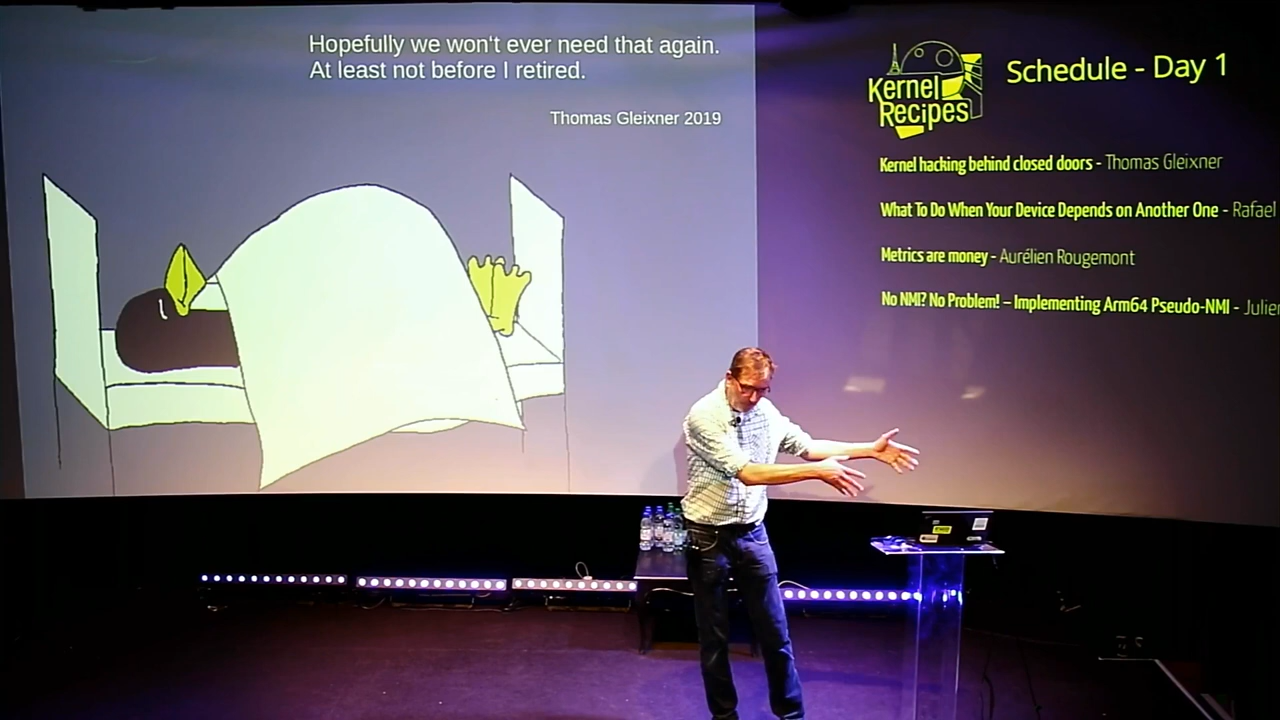 Hopefully we won't ever need that again.
At least not before I retired.
Thomas Gleixner 2019
Kernel
Recipes
Schedule - Day 1
Kernel hacking behind closed doors - Thomas Gleixner
What To Do When Your Device Depends on Another One - Rafael
Metrics are money - Aurélien Rougemont
No NMI? No Problem! – Implementing Arm64 Pseudo-NMI - Julien